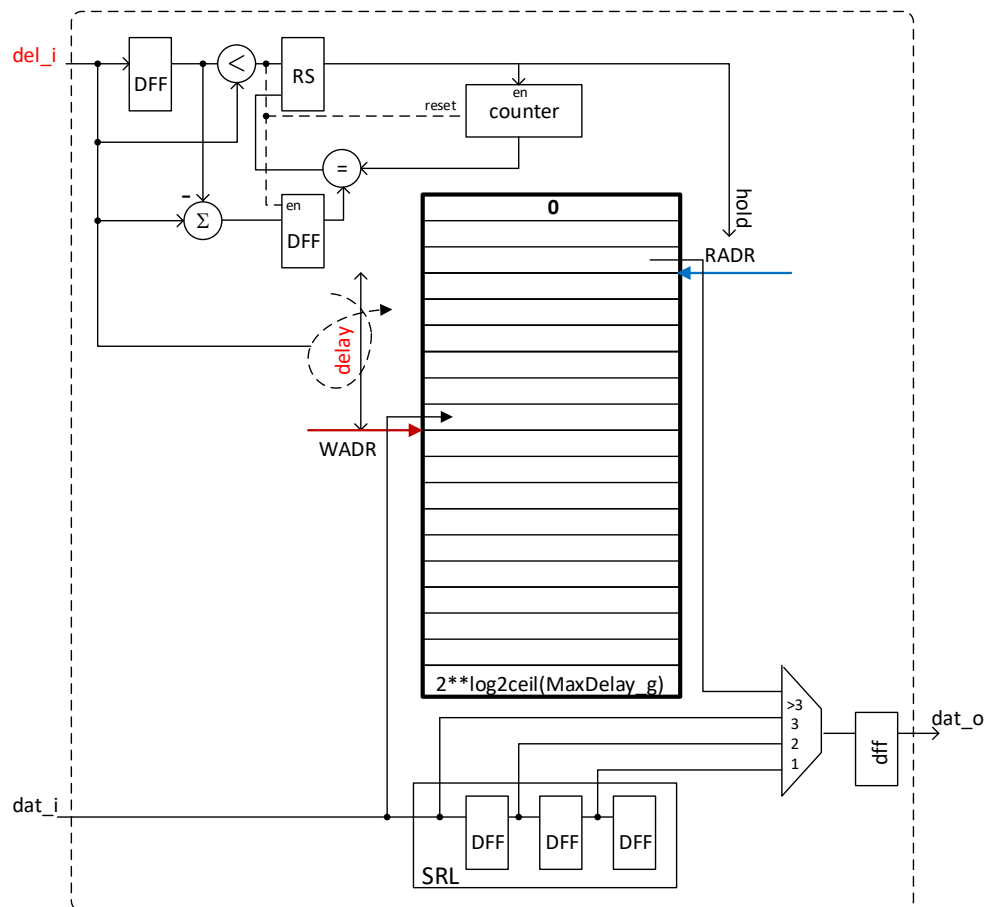 del_i
DFF
<
RS
en
counter
reset
=
-
Σ
en
DFF
hold
0
RADR
delay
WADR
2**log2ceil(MaxDelay_g)
>3
3
2
1
dff
dat_o
dat_i
DFF
DFF
DFF
SRL